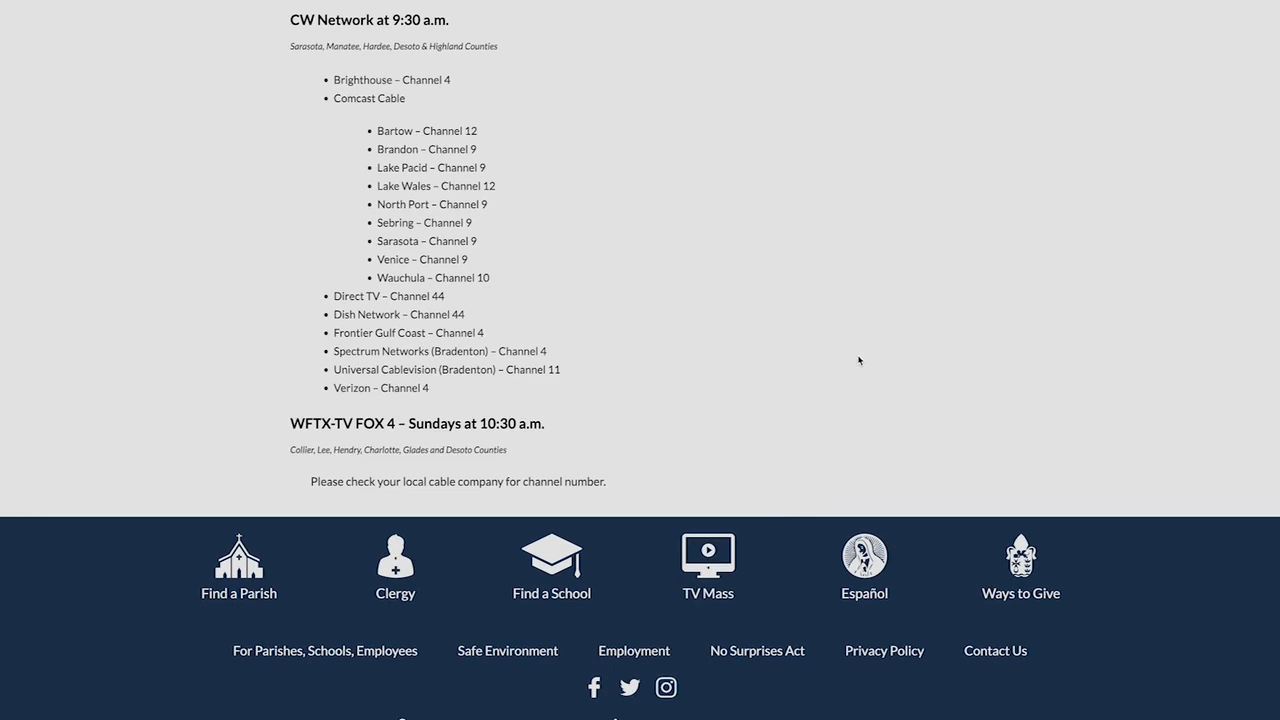 CW Network at 9:30 a.m.
Sarasota, Manatee, Hardee, Desoto & Highland Counties
• Brighthouse – Channel 4
• Comcast Cable
• Bartow – Channel 12
• Brandon – Channel 9
• Lake Pacid – Channel 9
• Lake Wales – Channel 12
• North Port – Channel 9
• Sebring – Channel 9
• Sarasota – Channel 9
• Venice – Channel 9
• Wauchula – Channel 10
• Direct TV – Channel 44
• Dish Network – Channel 44
• Frontier Gulf Coast – Channel 4
• Spectrum Networks (Bradenton) – Channel 4
• Universal Cablevision (Bradenton) – Channel 11
• Verizon – Channel 4
WFTX-TV FOX 4 – Sundays at 10:30 a.m.
Collier, Lee, Hendry, Charlotte, Glades and Desoto Counties
Please check your local cable company for channel number.
Find a Parish Clergy Find a School TV Mass Español Ways to Give
For Parishes, Schools, Employees Safe Environment Employment No Surprises Act Privacy Policy Contact Us